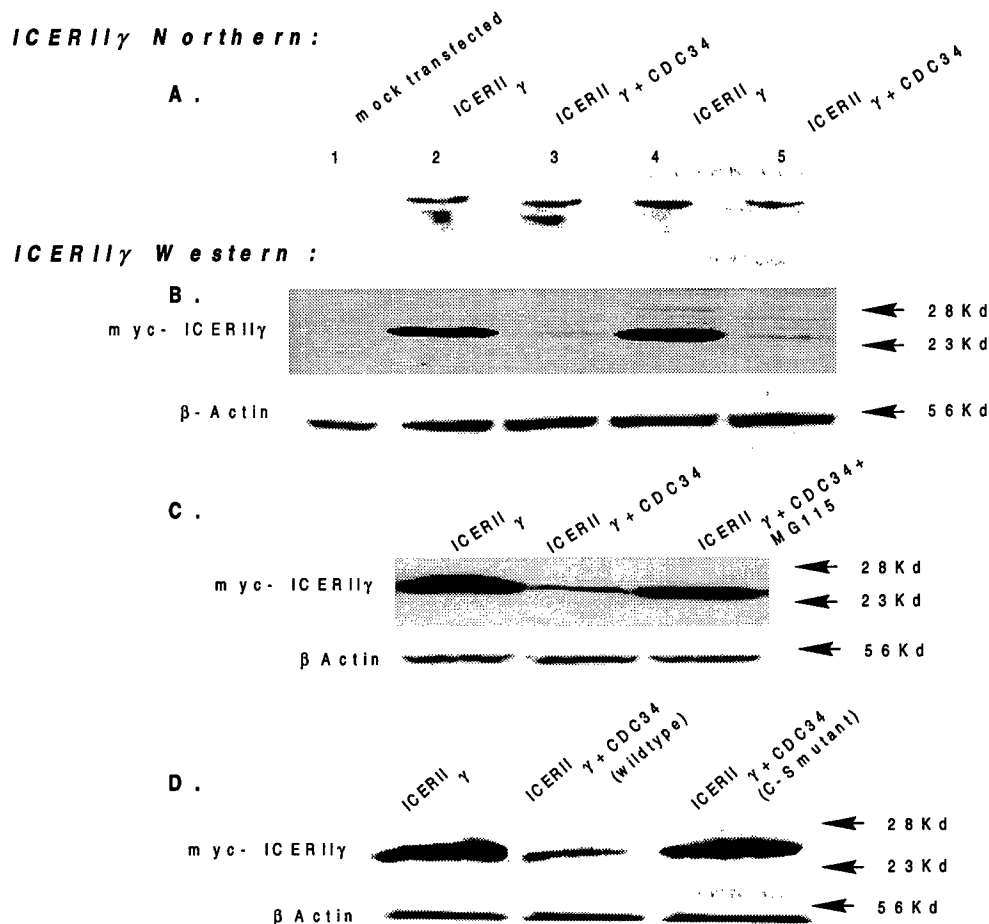 ICERIIγ Northern:
A.
mock transfected
ICERII γ
ICERII γ + CDC34
ICERII γ
ICERII γ + CDC34
1 2 3 4 5
ICERIIγ Western:
B.
myc- ICERIIγ
28Kd
23Kd
β-Actin
56Kd
C.
ICERII γ
ICERII γ + CDC34
ICERII γ + CDC34+
MG115
myc- ICERIIγ
28Kd
23Kd
β Actin
56Kd
D.
ICERII γ
ICERII γ + CDC34
(wildtype)
ICERII γ + CDC34
(C-S mutant)
myc- ICERIIγ
28Kd
23Kd
β Actin
56Kd